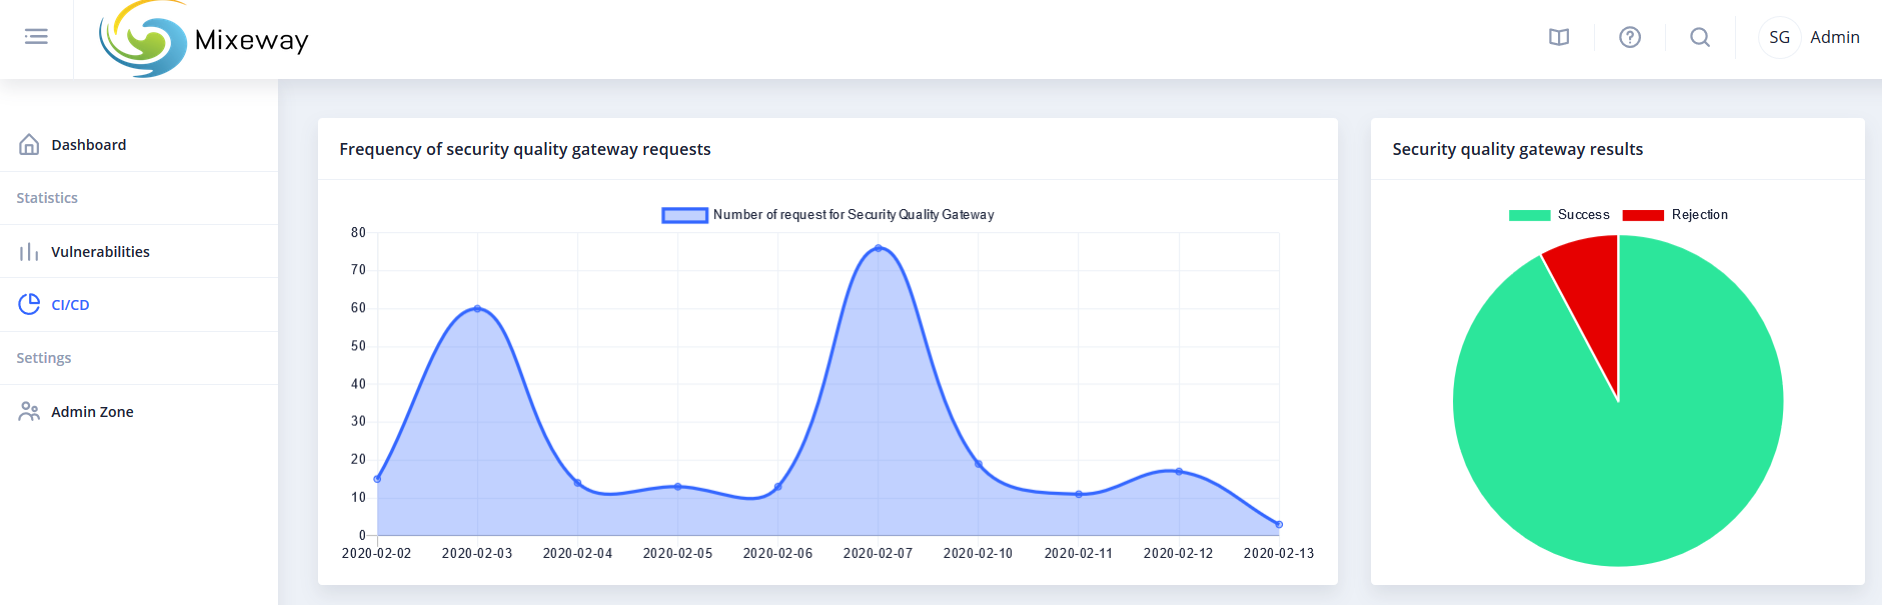 Mixeway
SG Admin
Dashboard
Statistics
Vulnerabilities
CI/CD
Settings
Admin Zone
Frequency of security quality gateway requests
Number of request for Security Quality Gateway
80
70
60
50
40
30
20
10
0
2020-02-02 2020-02-03 2020-02-04 2020-02-05 2020-02-06 2020-02-07 2020-02-10 2020-02-11 2020-02-12 2020-02-13
Security quality gateway results
Success Rejection